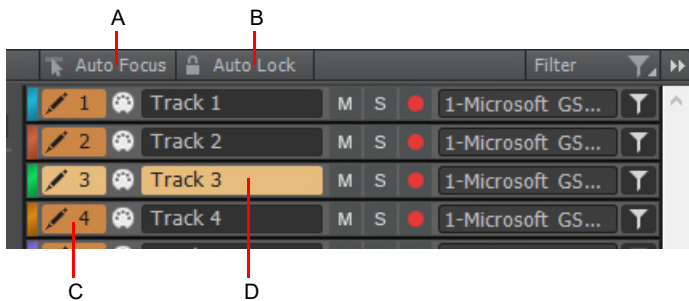 A B
Auto Focus Auto Lock Filter
1 Track 1 M S 1-Microsoft GS...
2 Track 2 M S 1-Microsoft GS...
3 Track 3 M S 1-Microsoft GS...
4 Track 4 M S 1-Microsoft GS...
C D